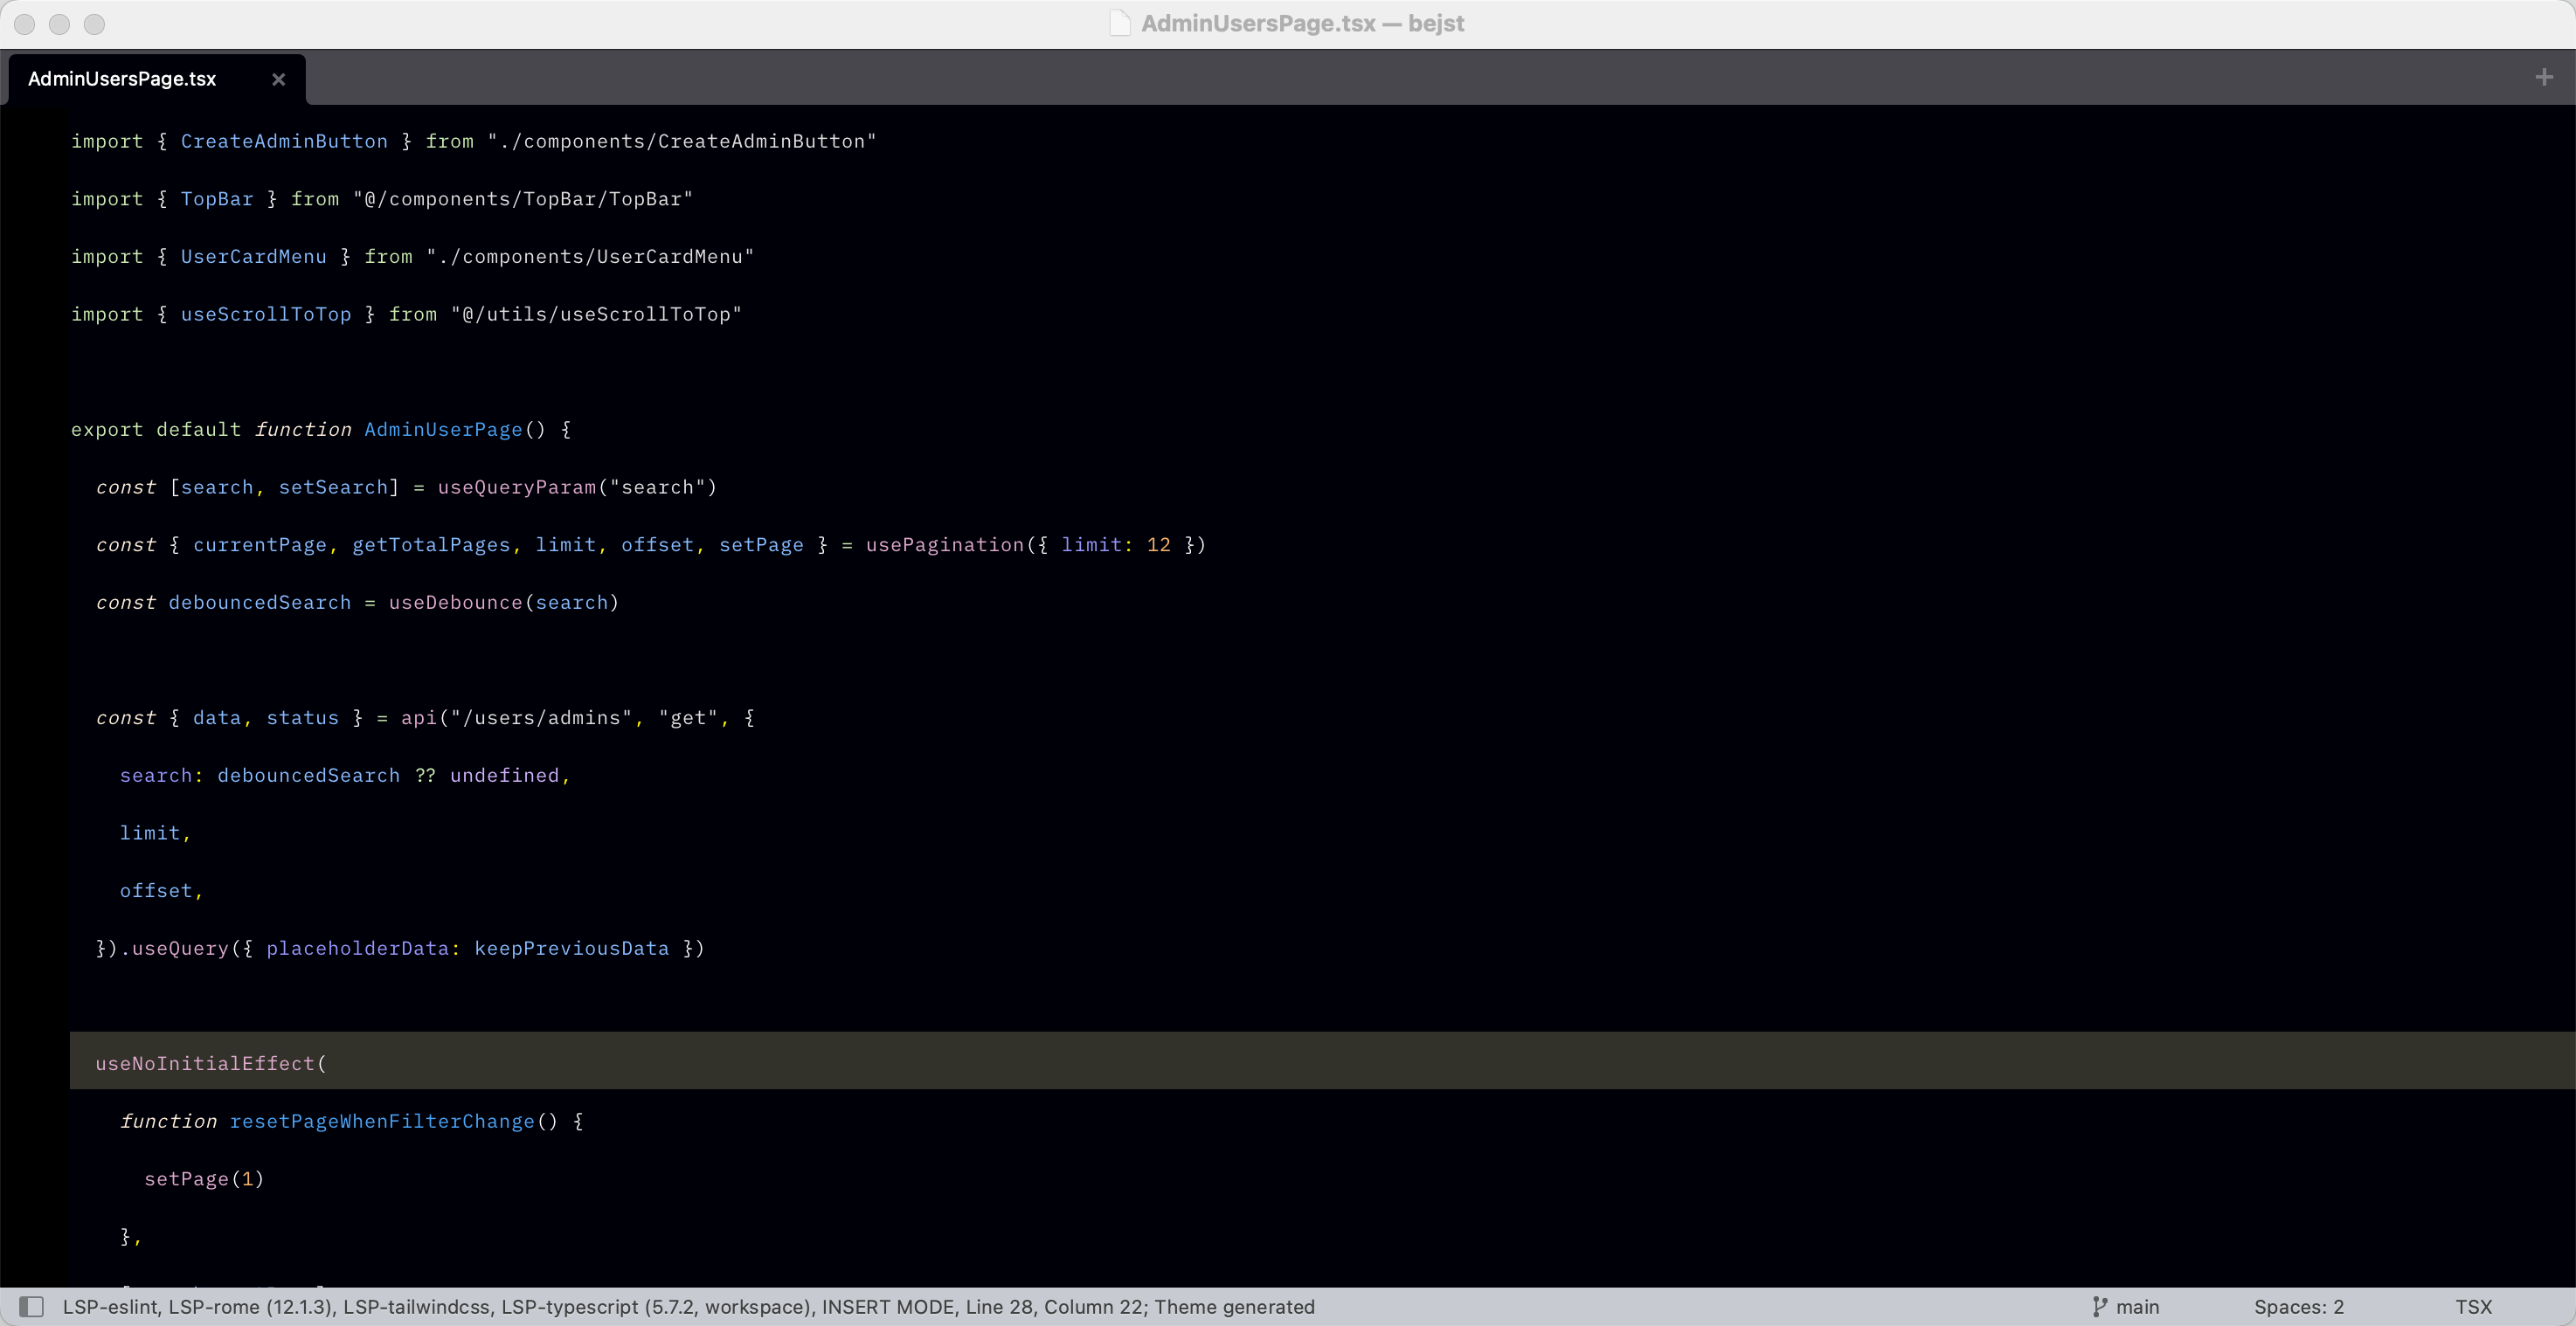 AdminUsersPage.tsx — bejst
AdminUsersPage.tsx
import { CreateAdminButton } from "./components/CreateAdminButton"
import { TopBar } from "@/components/TopBar/TopBar"
import { UserCardMenu } from "./components/UserCardMenu"
import { useScrollToTop } from "@/utils/useScrollToTop"
export default function AdminUserPage() {
const [search, setSearch] = useQueryParam("search")
const { currentPage, getTotalPages, limit, offset, setPage } = usePagination({ limit: 12 })
const debouncedSearch = useDebounce(search)
const { data, status } = api("/users/admins", "get", {
search: debouncedSearch ?? undefined,
limit,
offset,
}).useQuery({ placeholderData: keepPreviousData })
useNoInitialEffect(
function resetPageWhenFilterChange() {
setPage(1)
},
LSP-eslint, LSP-rome (12.1.3), LSP-tailwindcss, LSP-typescript (5.7.2, workspace), INSERT MODE, Line 28, Column 22; Theme generated
main
Spaces: 2
TSX